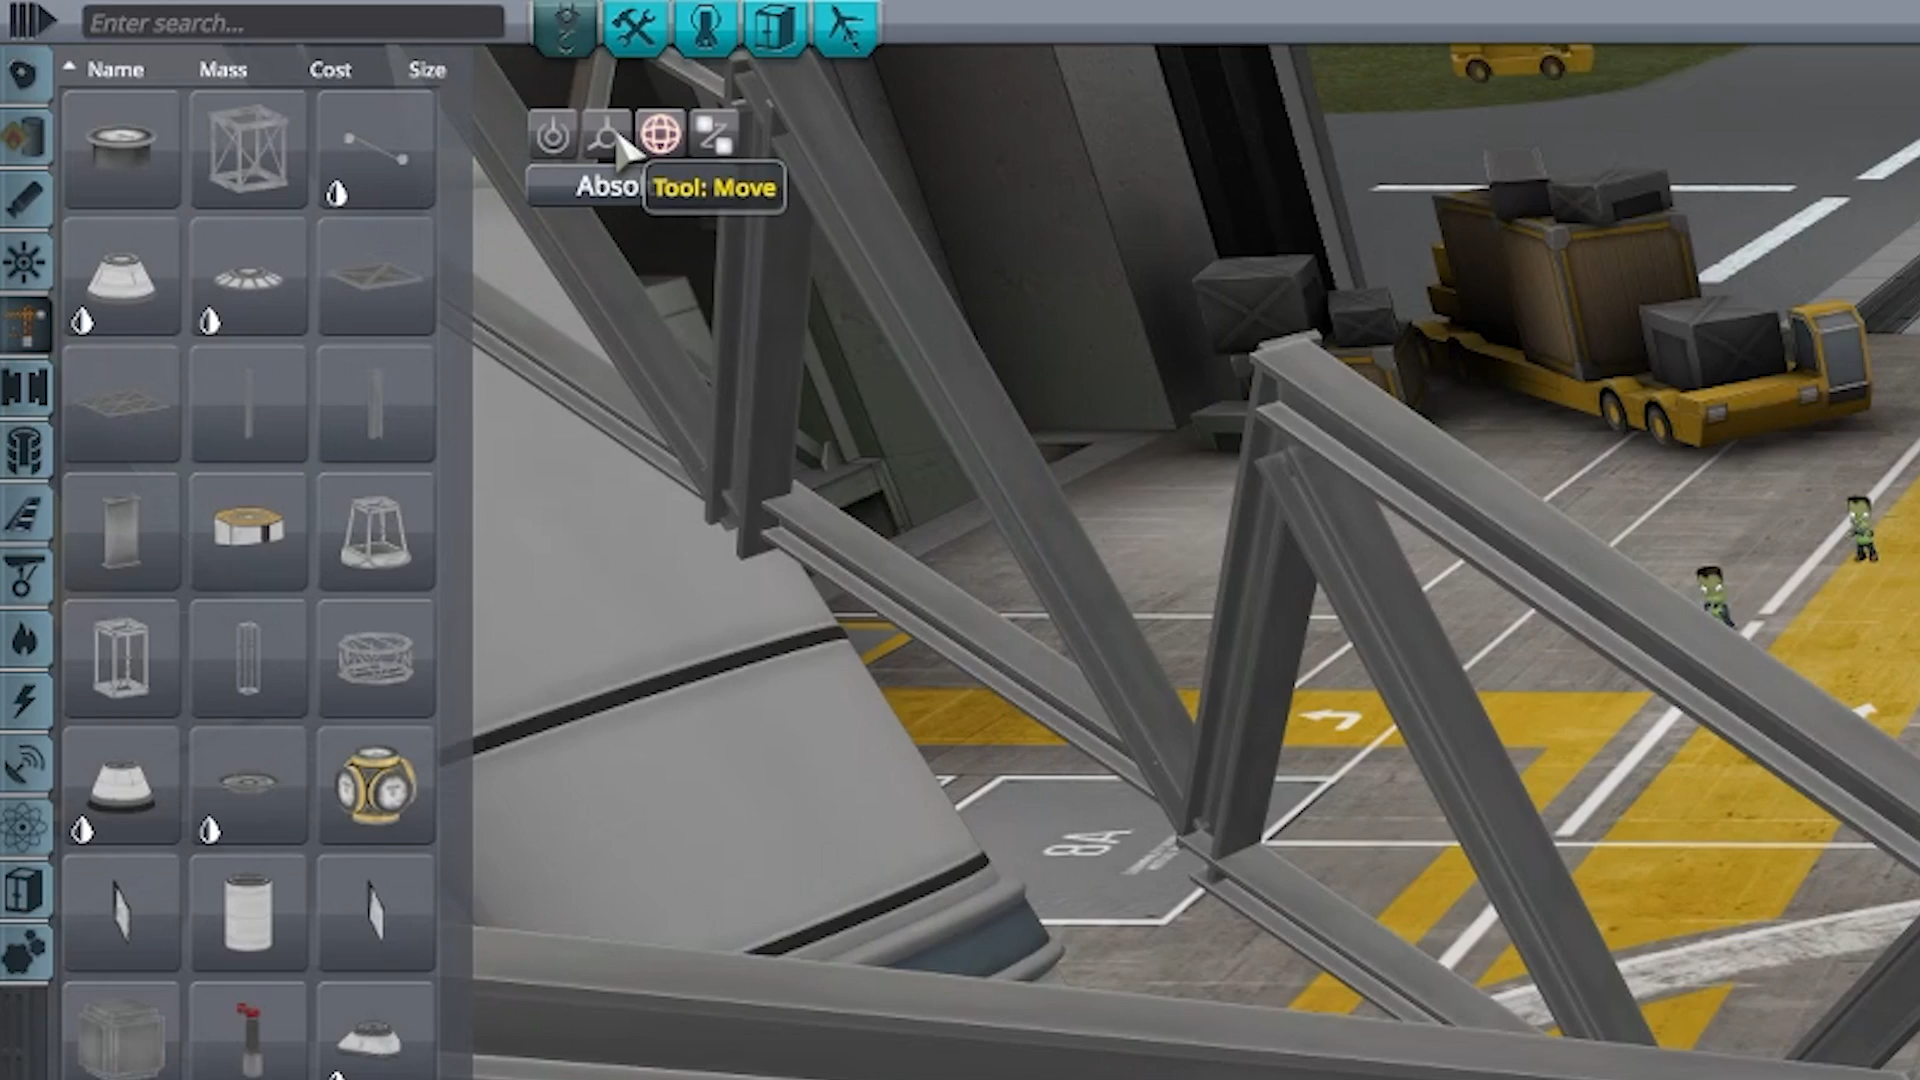 Enter search...
Name Mass Cost Size
Abso
Tool: Move
8A